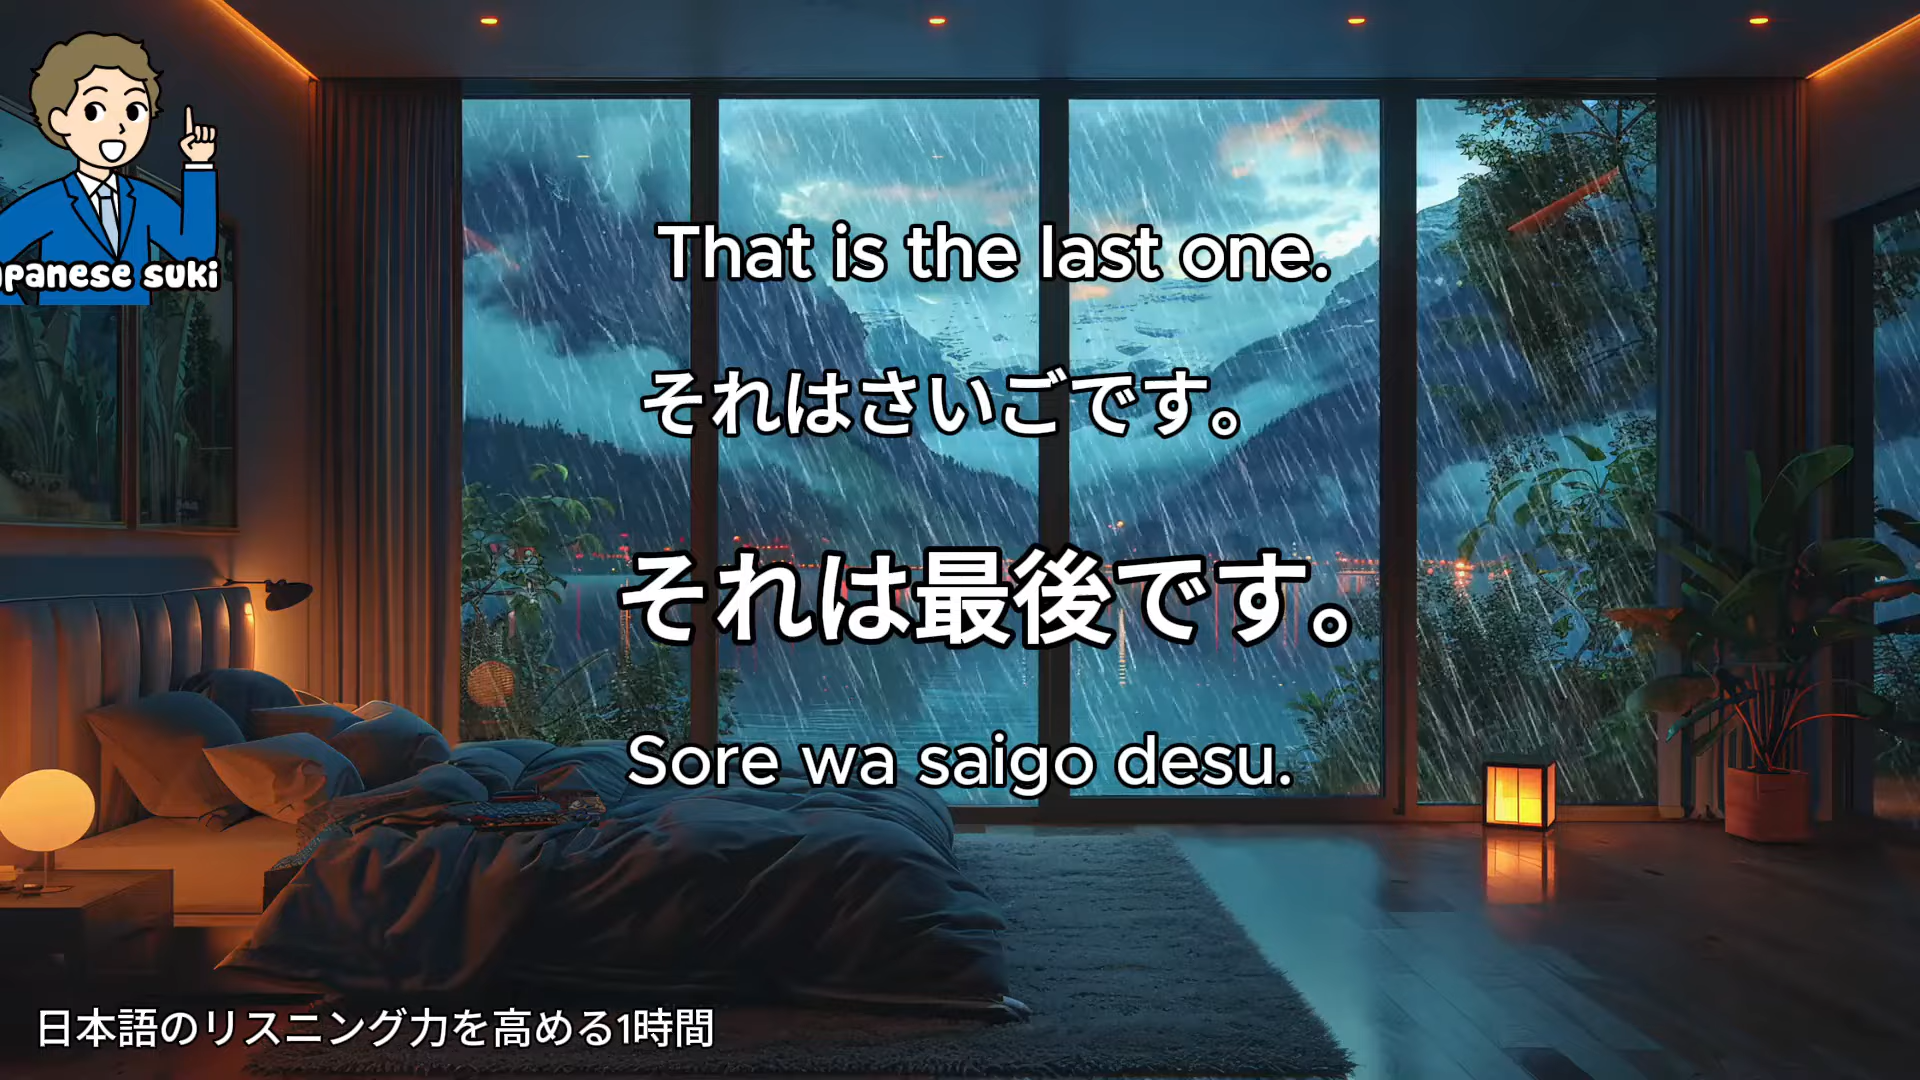 That is the last one.
それはさいごです。
それは最後です。
Sore wa saigo desu.
panese suki
日本語のリスニング力を高める1時間